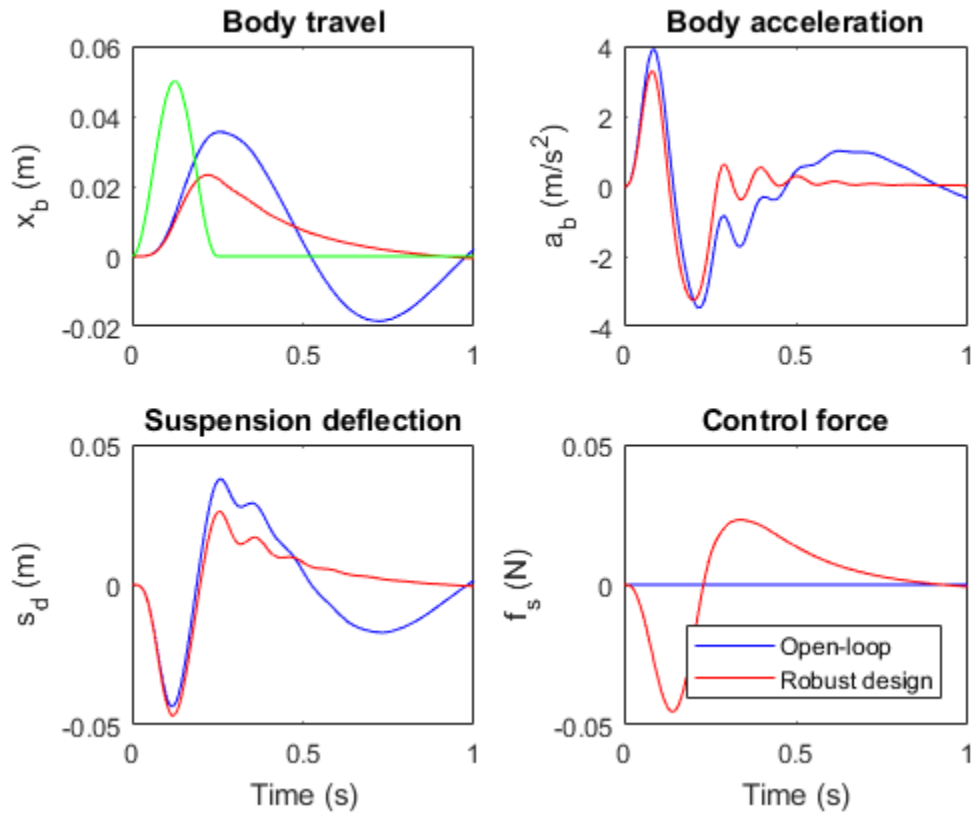 Body travel
0.06
0.04
0.02
0
-0.02
x_b (m)
0
0.5
1
Body acceleration
4
2
0
-2
-4
a_b (m/s²)
0
0.5
1
Suspension deflection
0.05
0
-0.05
s_d (m)
0
0.5
1
Time (s)
Control force
0.05
0
-0.05
f_s (N)
Open-loop
Robust design
0
0.5
1
Time (s)